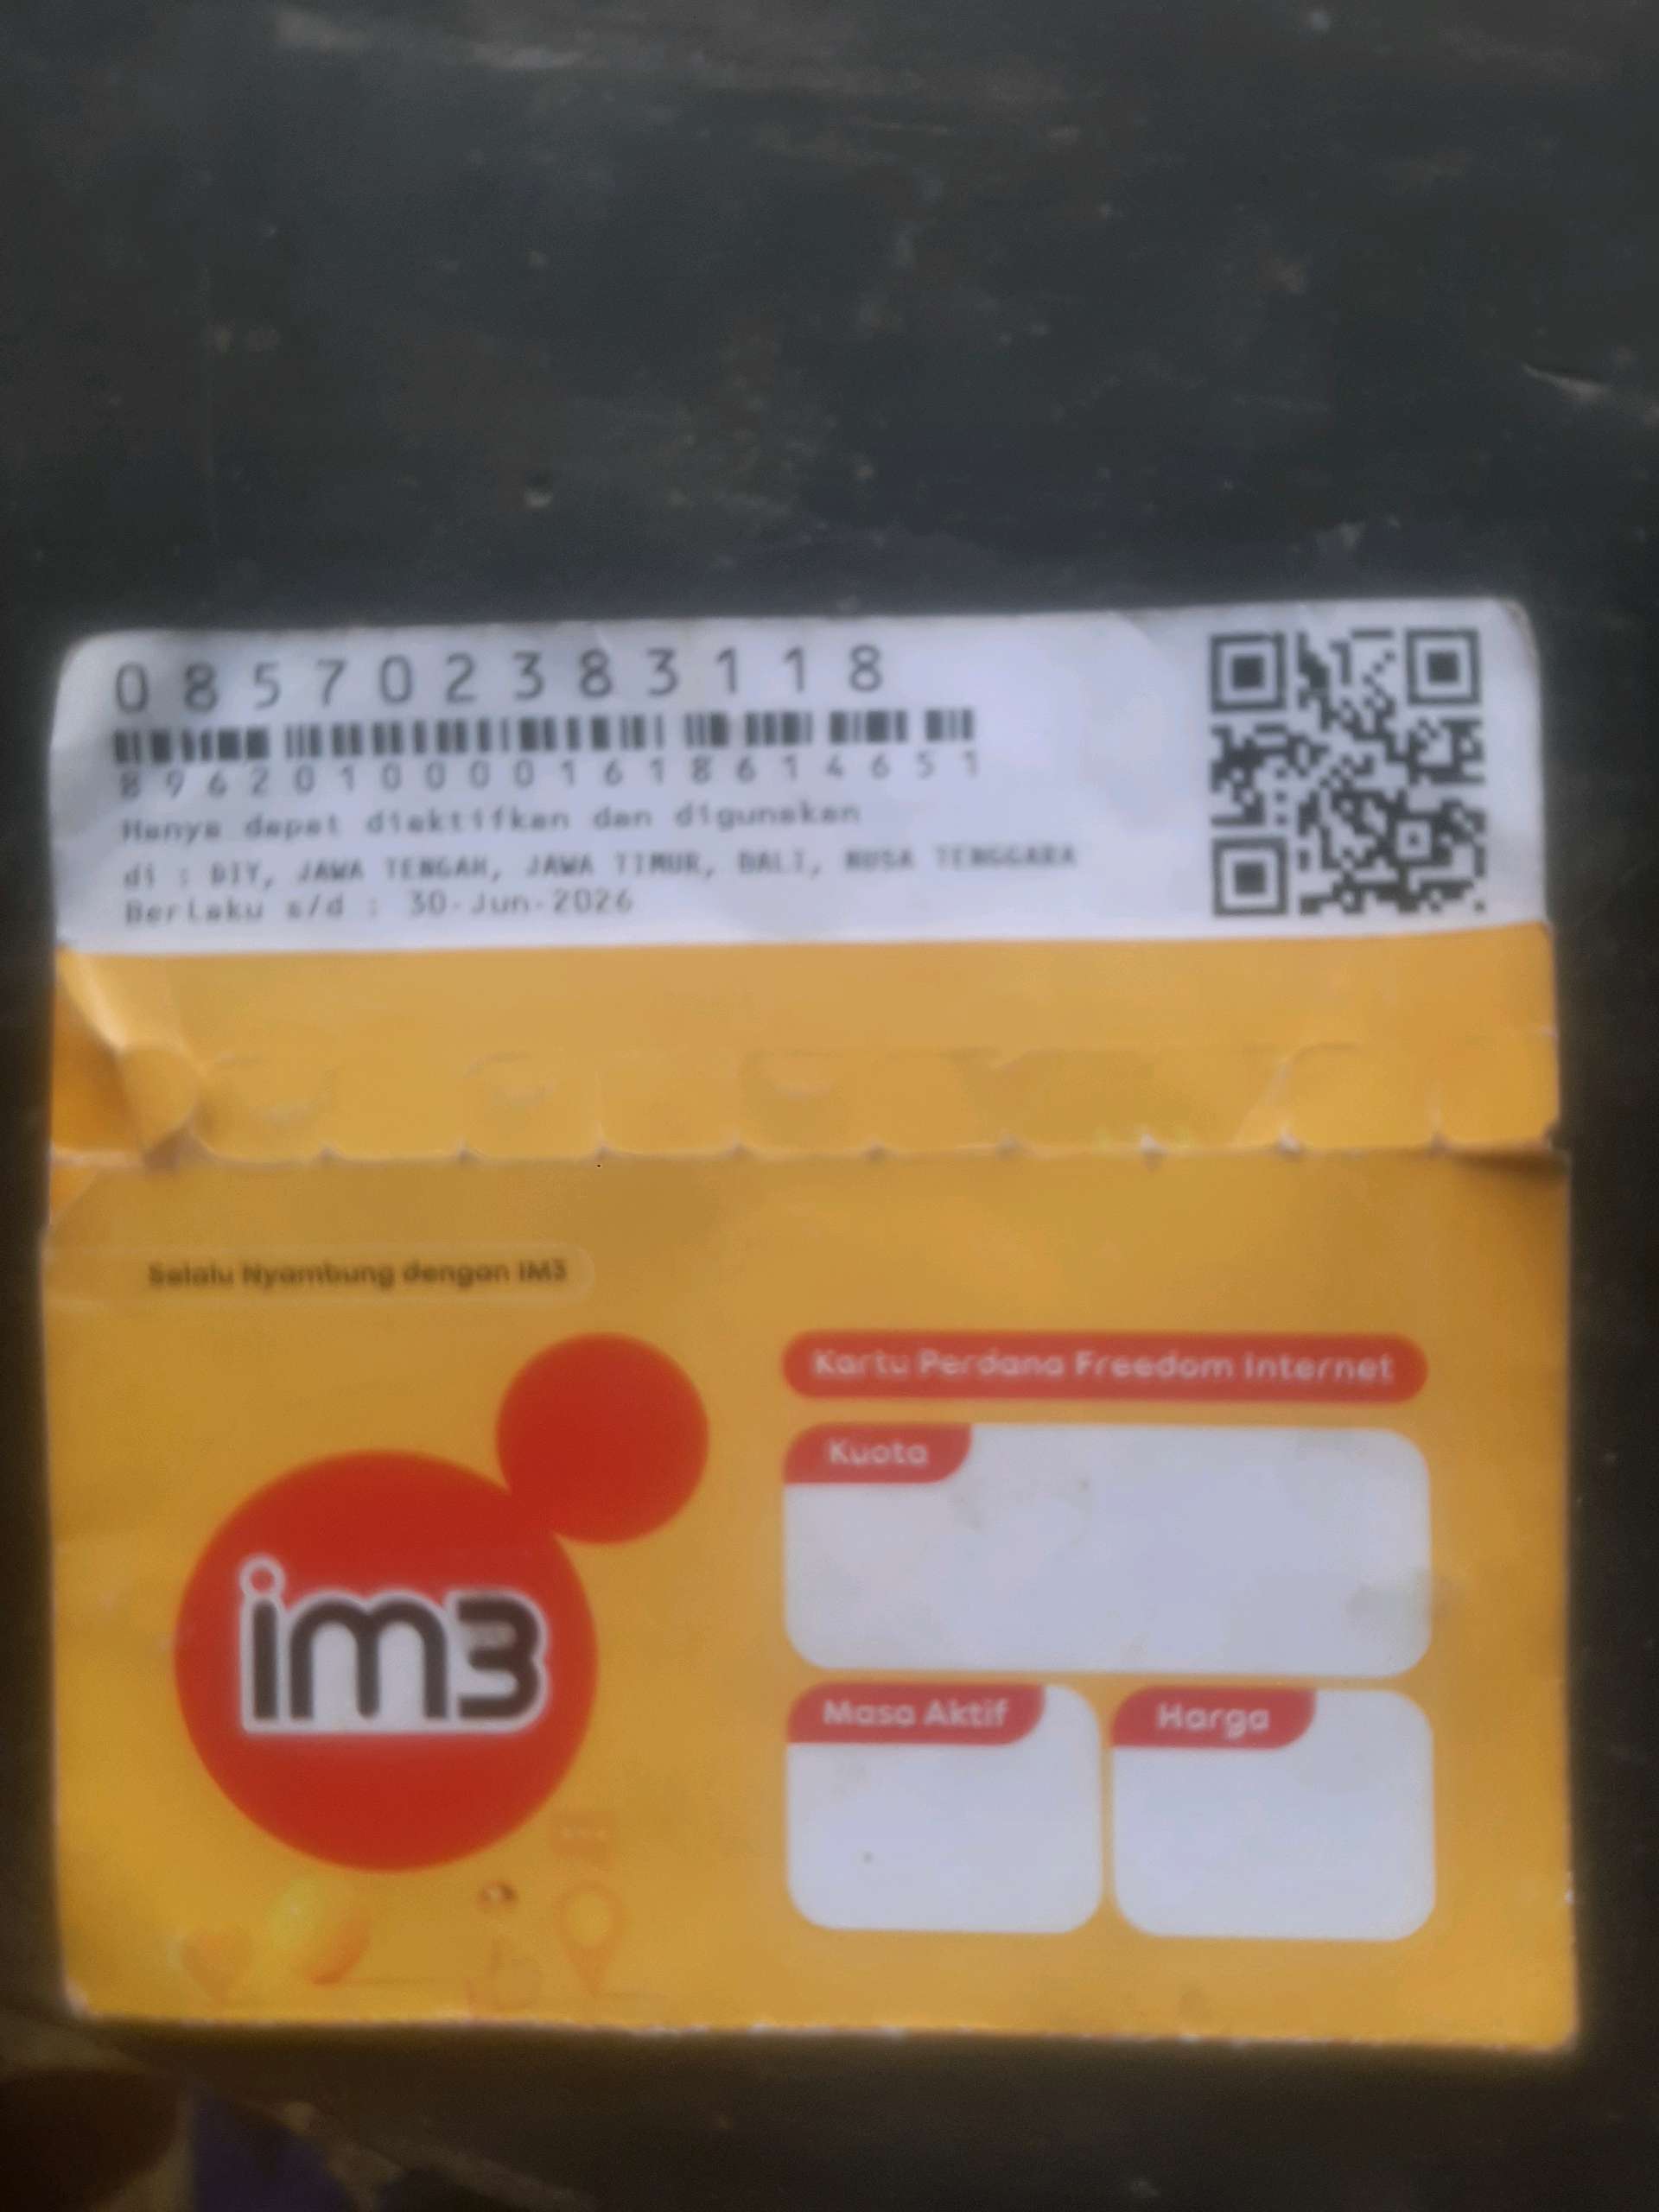 085702383118
89620100001618614651
Hanya dapat diaktifkan dan digunakan
di : DIY, JAWA TENGAH, JAWA TIMUR, BALI, NUSA TENGGARA
Berlaku s/d : 30-Jun-2026
Selalu Nyambung dengan IM3
im3
Kartu Perdana Freedom Internet
Kuota
Masa Aktif
Harga